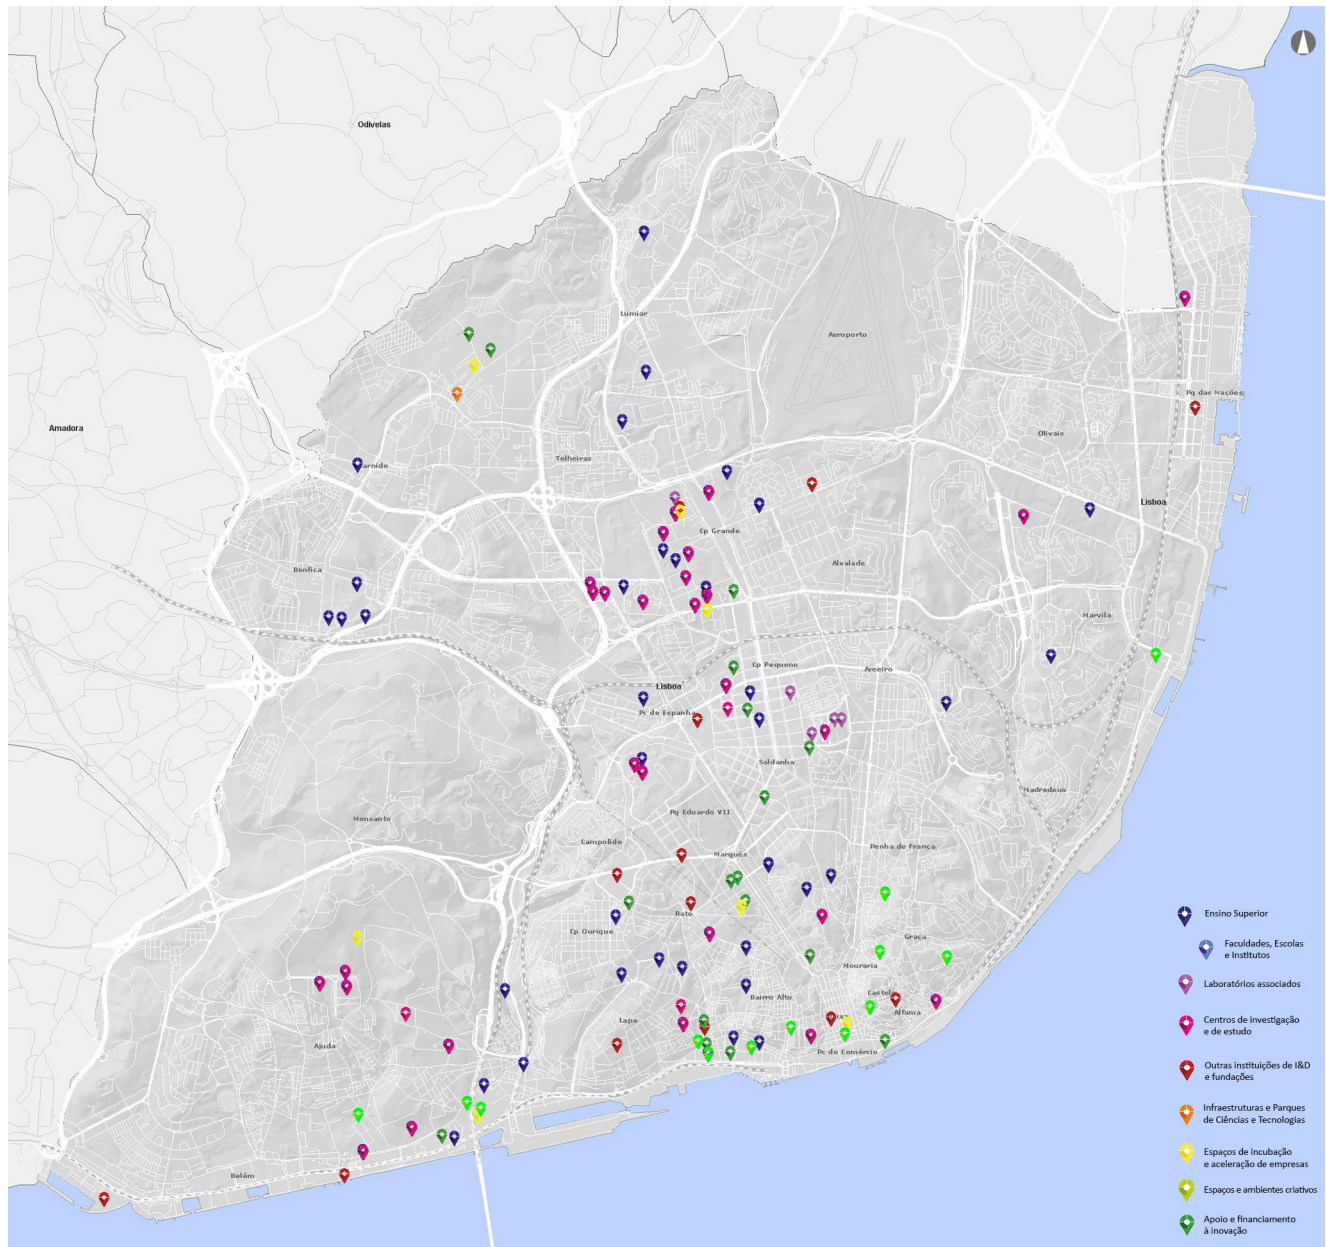 Odivelas
Lumiar
Aeroporto
Pq das Nações
Amadora
Olivais
Telheiras
Lisboa
Cp Grande
Benfica
Alvalade
Marvila
Cp Pequeno
Areeiro
Lisboa
Pc de Espanha
Saldanha
Madredeus
Pq Eduardo VII
Monsanto
Campolide
Penha de França
Marquês
Rato
Ensino Superior
Cp Ourique
Graça
Faculdades, Escolas
e Institutos
Mouraria
Laboratórios associados
Castelo
Bairro Alto
Alfama
Lapa
Centros de investigação
e de estudo
Ajuda
Pc do Comércio
Outras instituições de I&D
e fundações
Infraestruturas e Parques
de Ciências e Tecnologias
Espaços de incubação
e aceleração de empresas
Belém
Espaços e ambientes criativos
Apoio e financiamento
à inovação